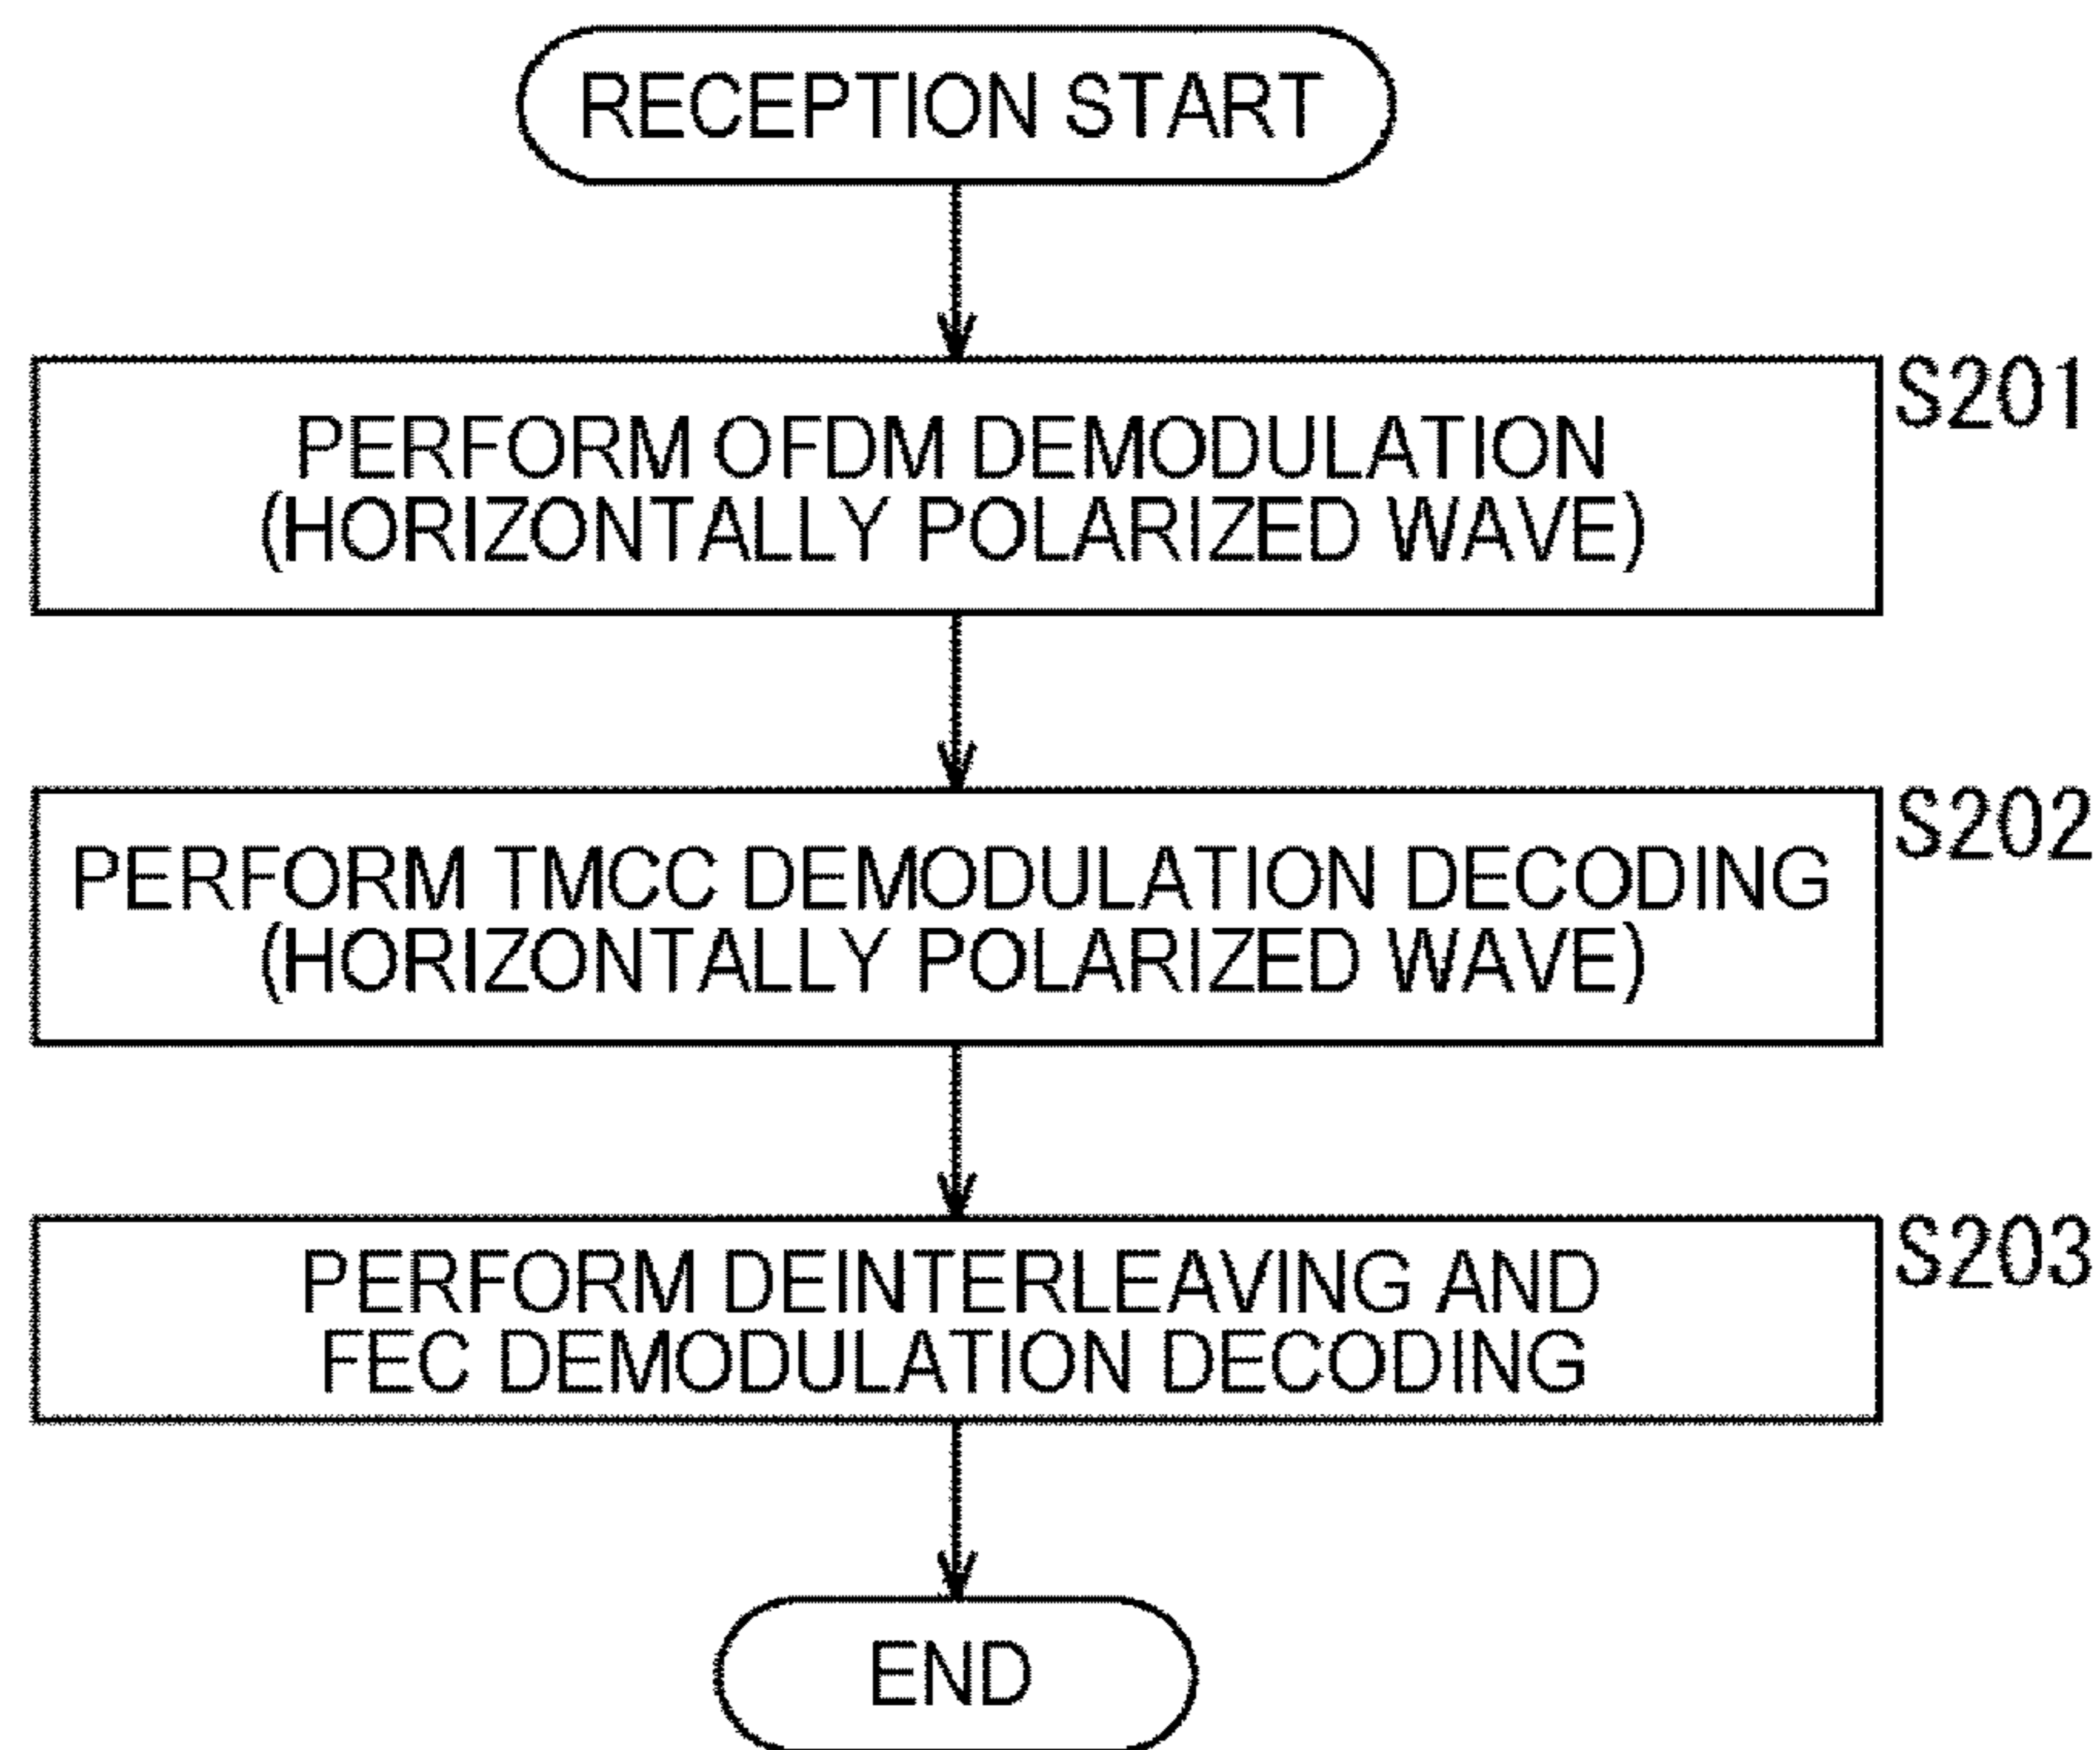 RECEPTION START
S201
PERFORM OFDM DEMODULATION
(HORIZONTALLY POLARIZED WAVE)
S202
PERFORM TMCC DEMODULATION DECODING
(HORIZONTALLY POLARIZED WAVE)
S203
PERFORM DEINTERLEAVING AND
FEC DEMODULATION DECODING
END